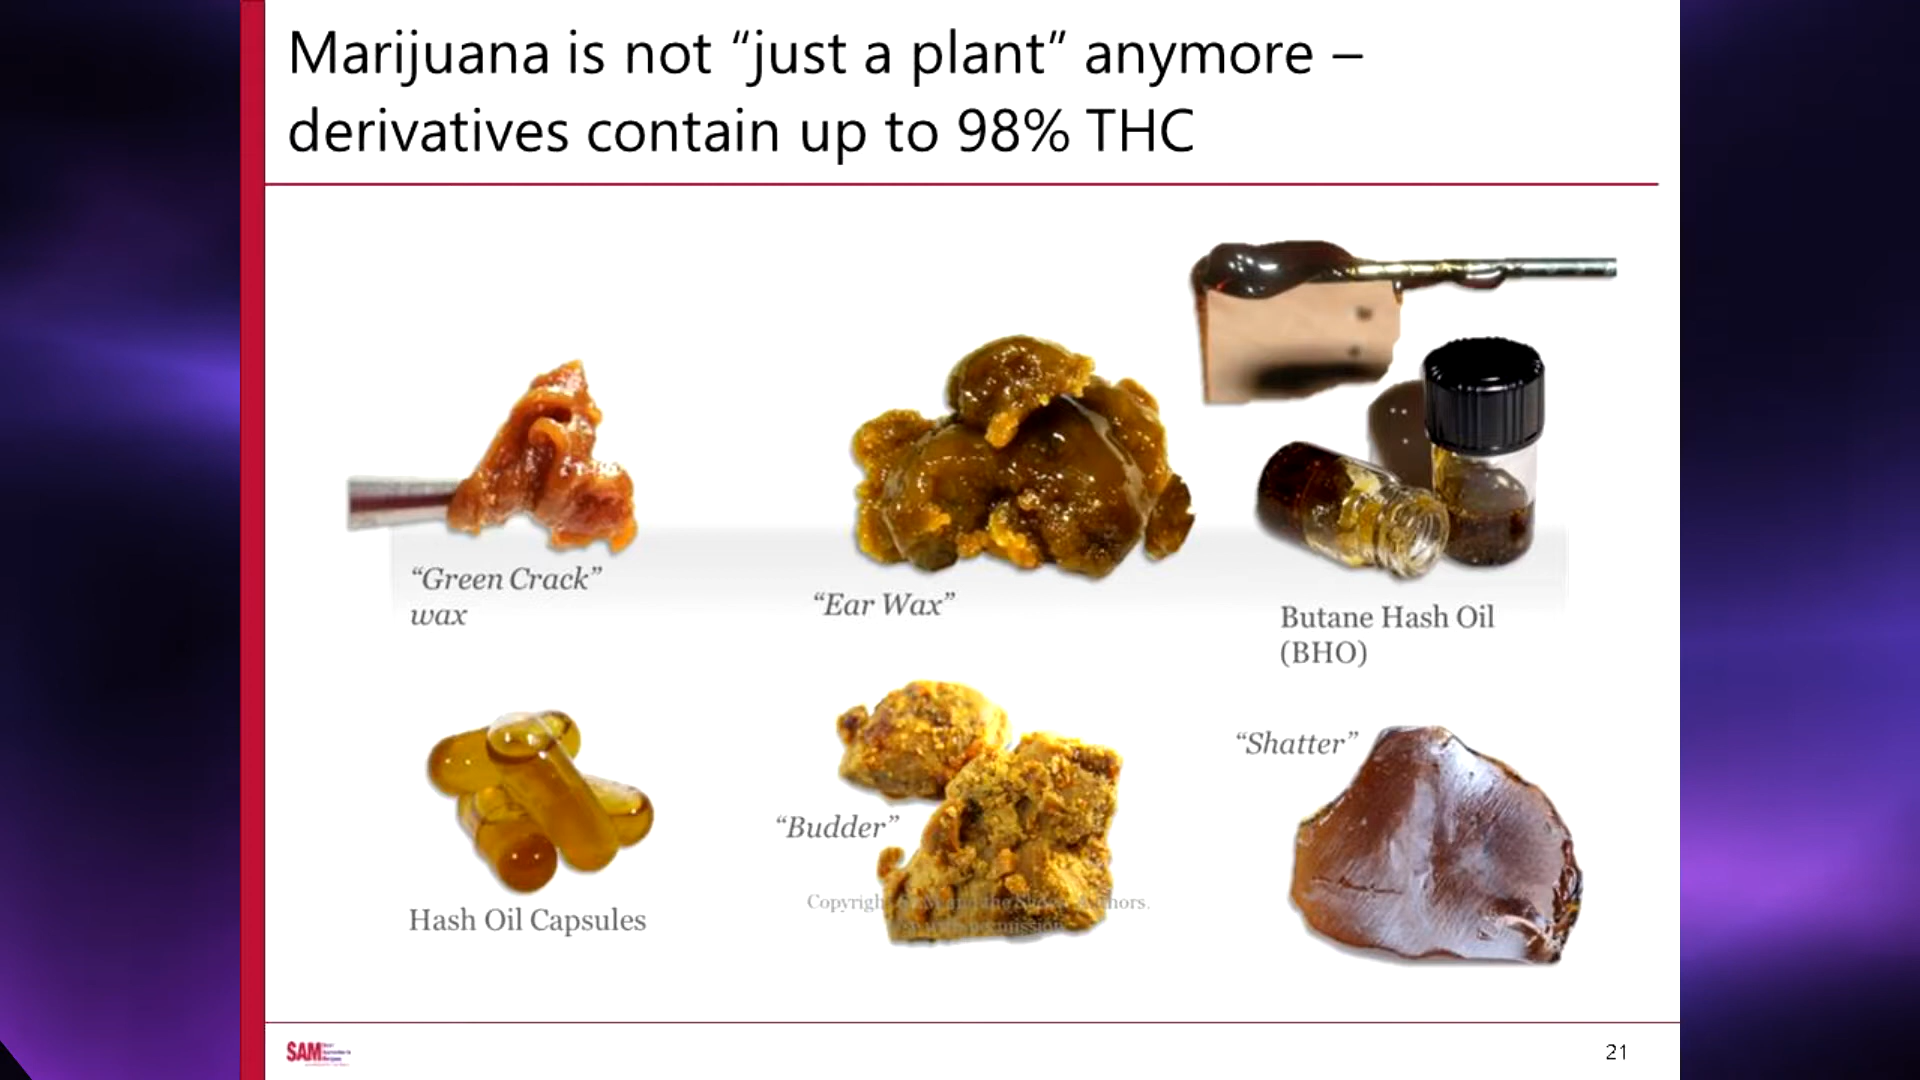 Marijuana is not “just a plant” anymore –
derivatives contain up to 98% THC
“Green Crack”
wax
“Ear Wax”
Butane Hash Oil
(BHO)
Hash Oil Capsules
“Budder”
“Shatter”
SAM
21